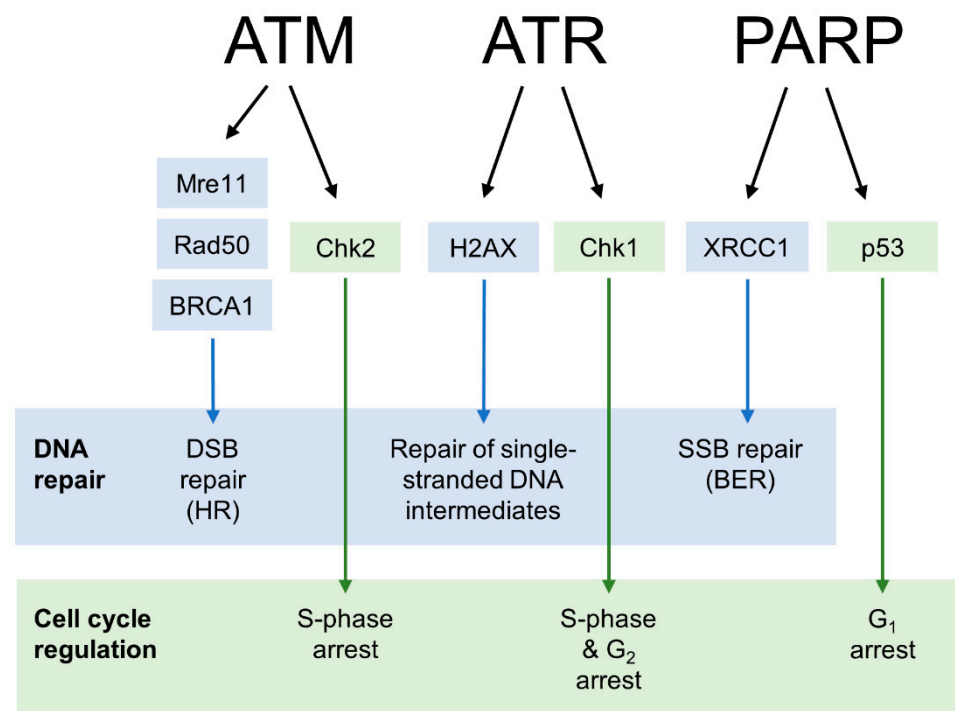 ATM
ATR
PARP
Mre11
Rad50
BRCA1
Chk2
H2AX
Chk1
XRCC1
p53
DNA
repair
DSB
repair
(HR)
Repair of single-
stranded DNA
intermediates
SSB repair
(BER)
Cell cycle
regulation
S-phase
arrest
S-phase
& G₂
arrest
G₁
arrest